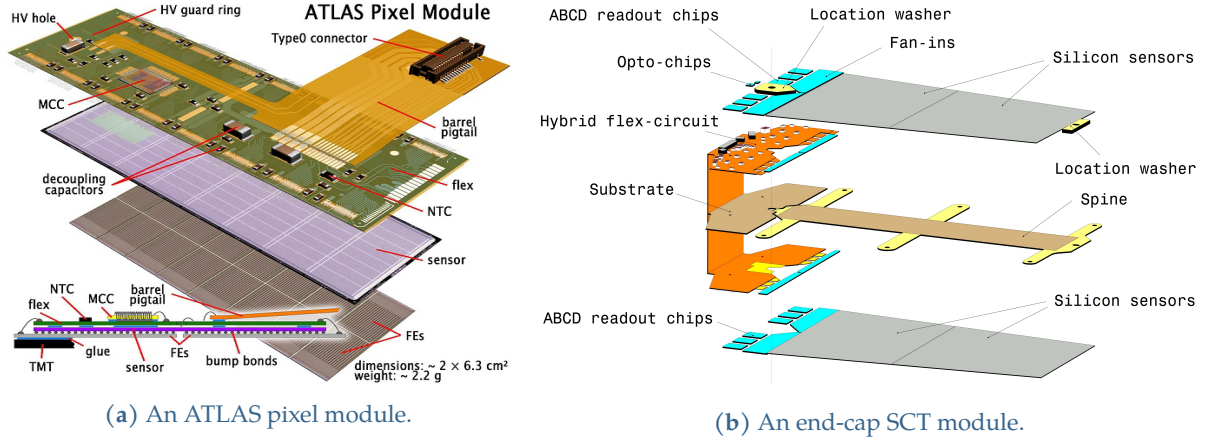 ATLAS Pixel Module
HV hole
HV guard ring
Type0 connector
MCC
barrel
pigtail
decoupling
capacitors
flex
NTC
sensor
barrel
pigtail
NTC
MCC
flex
FEs
glue
FEs
bump bonds
TMT
sensor
dimensions: ~ 2 × 6.3 cm²
weight: ~ 2.2 g
(a) An ATLAS pixel module.
ABCD readout chips
Location washer
Fan-ins
Opto-chips
Silicon sensors
Hybrid flex-circuit
Location washer
Substrate
Spine
Silicon sensors
ABCD readout chips
(b) An end-cap SCT module.